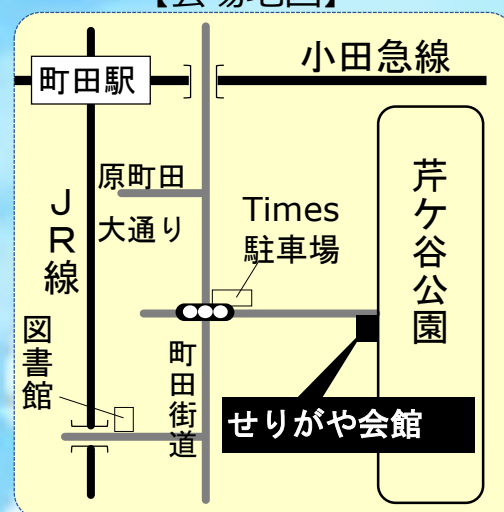 【会場地図】
小田急線
町田駅
原町田
大通り
JR線
Times
駐車場
芹ケ谷公園
図書館
町田街道
せりがや会館